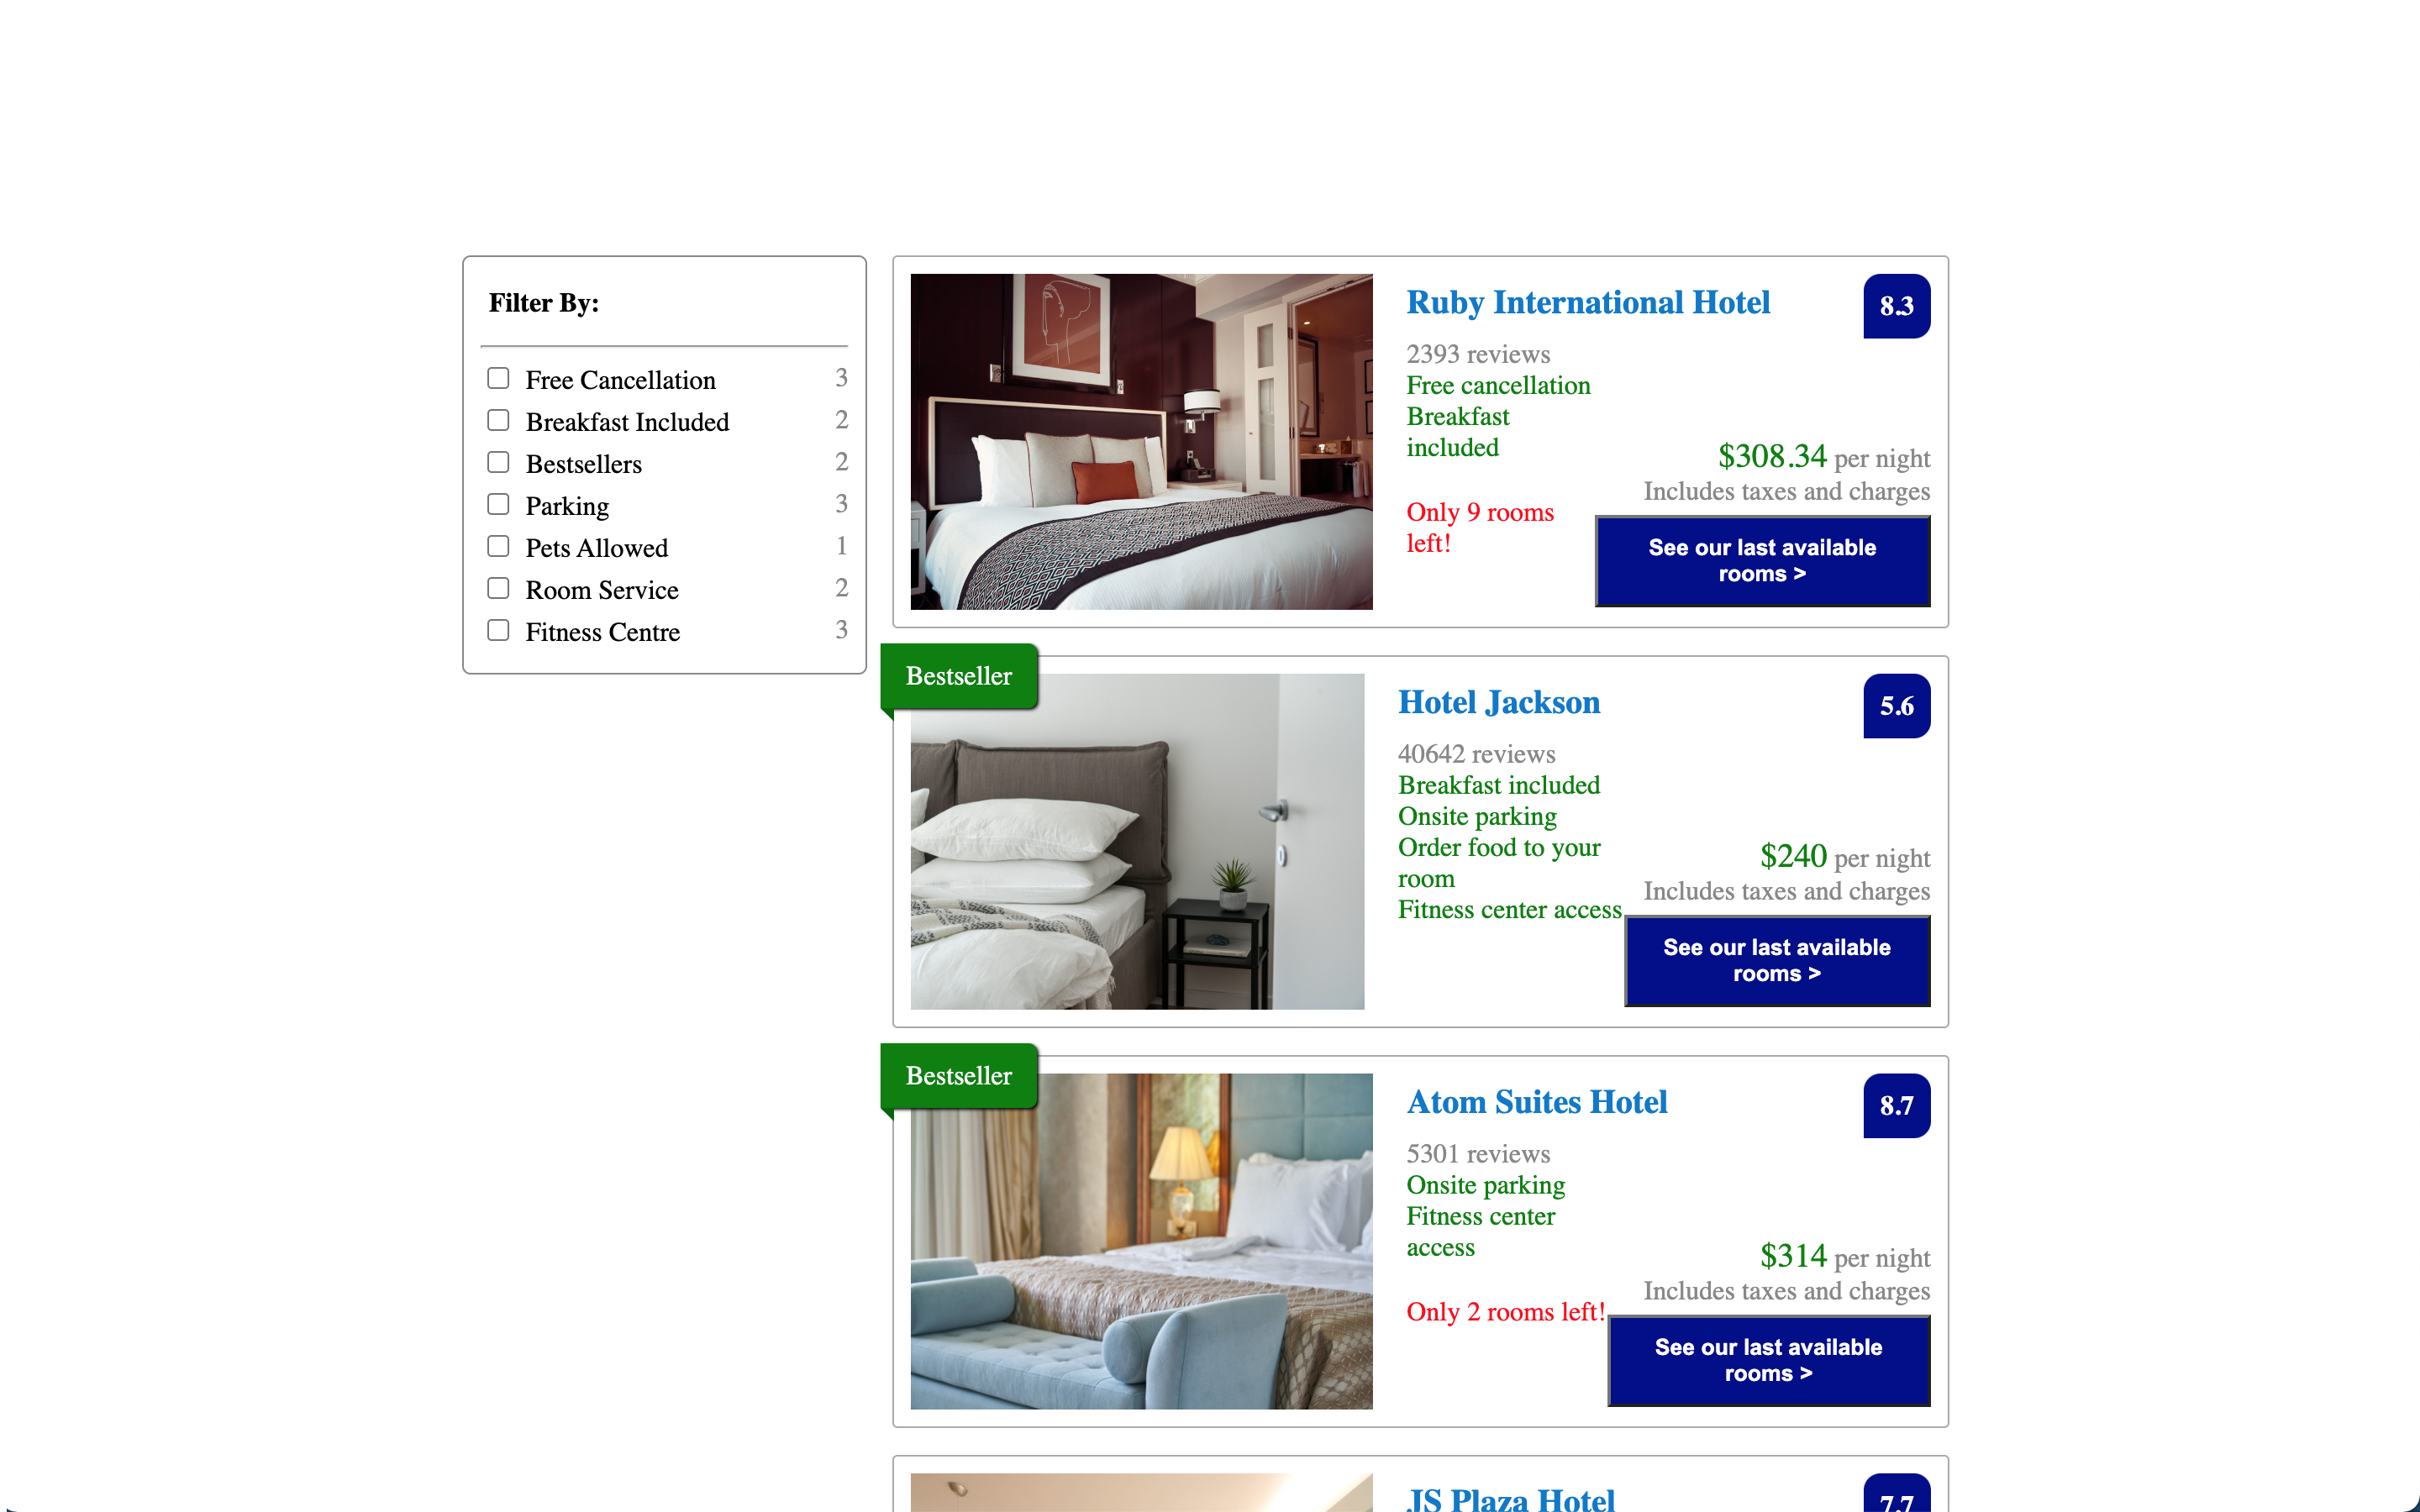 Filter By:
Free Cancellation 3
Breakfast Included 2
Bestsellers 2
Parking 3
Pets Allowed 1
Room Service 2
Fitness Centre 3
Ruby International Hotel
8.3
2393 reviews
Free cancellation
Breakfast
included
Only 9 rooms
left!
$308.34 per night
Includes taxes and charges
See our last available
rooms >
Bestseller
Hotel Jackson
5.6
40642 reviews
Breakfast included
Onsite parking
Order food to your
room
Fitness center access
$240 per night
Includes taxes and charges
See our last available
rooms >
Bestseller
Atom Suites Hotel
8.7
5301 reviews
Onsite parking
Fitness center
access
Only 2 rooms left!
$314 per night
Includes taxes and charges
See our last available
rooms >
JS Plaza Hotel
7.7